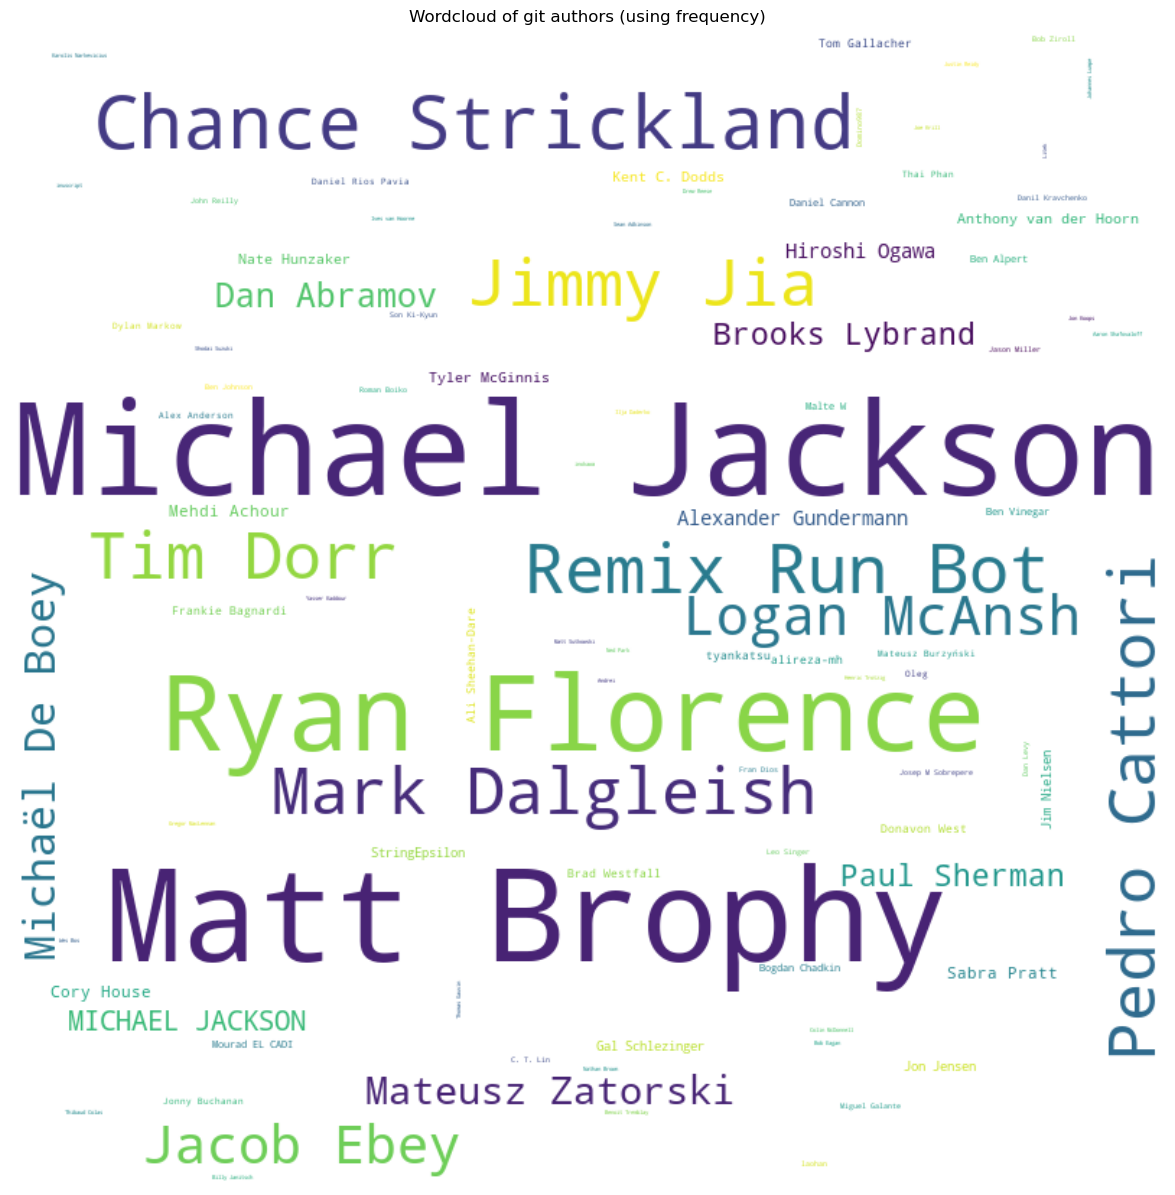 Wordcloud of git authors (using frequency)
Tom Gallacher
Bob Ziroll
Chance Strickland
Daniel Rios Pavia
Kent C. Dodds
Thai Phan
John Reilly
Daniel Cannon
Danil Kravchenko
Anthony van der Hoorn
Nate Hunzaker
Hiroshi Ogawa
Ben Alpert
Jimmy Jia
Dan Abramov
Son Ki-Kyun
Dylan Markow
Brooks Lybrand
Jason Miller
Tyler McGinnis
Ben Johnson
Roman Boiko
Alex Anderson
Malte W
Michael Jackson
Mehdi Achour
Alexander Gundermann
Ben Vinegar
Tim Dorr
Remix Run Bot
Frankie Bagnardi
Logan McAnsh
Michaël De Boey
Pedro Cattori
Ali Sheehan-Dare
tyankatsu
alireza-mh
Mateusz Burzyński
Oleg
Ryan Florence
Mark Dalgleish
Fran Dios
Josep M Sobrepere
Dan Levy
Jim Nielsen
Donavon West
StringEpsilon
Leo Singer
Brad Westfall
Paul Sherman
Matt Brophy
Bogdan Chadkin
Sabra Pratt
Cory House
MICHAEL JACKSON
Mourad EL CADI
Gal Schlezinger
C. T. Lin
Jon Jensen
Mateusz Zatorski
Jonny Buchanan
Miguel Galante
Jacob Ebey